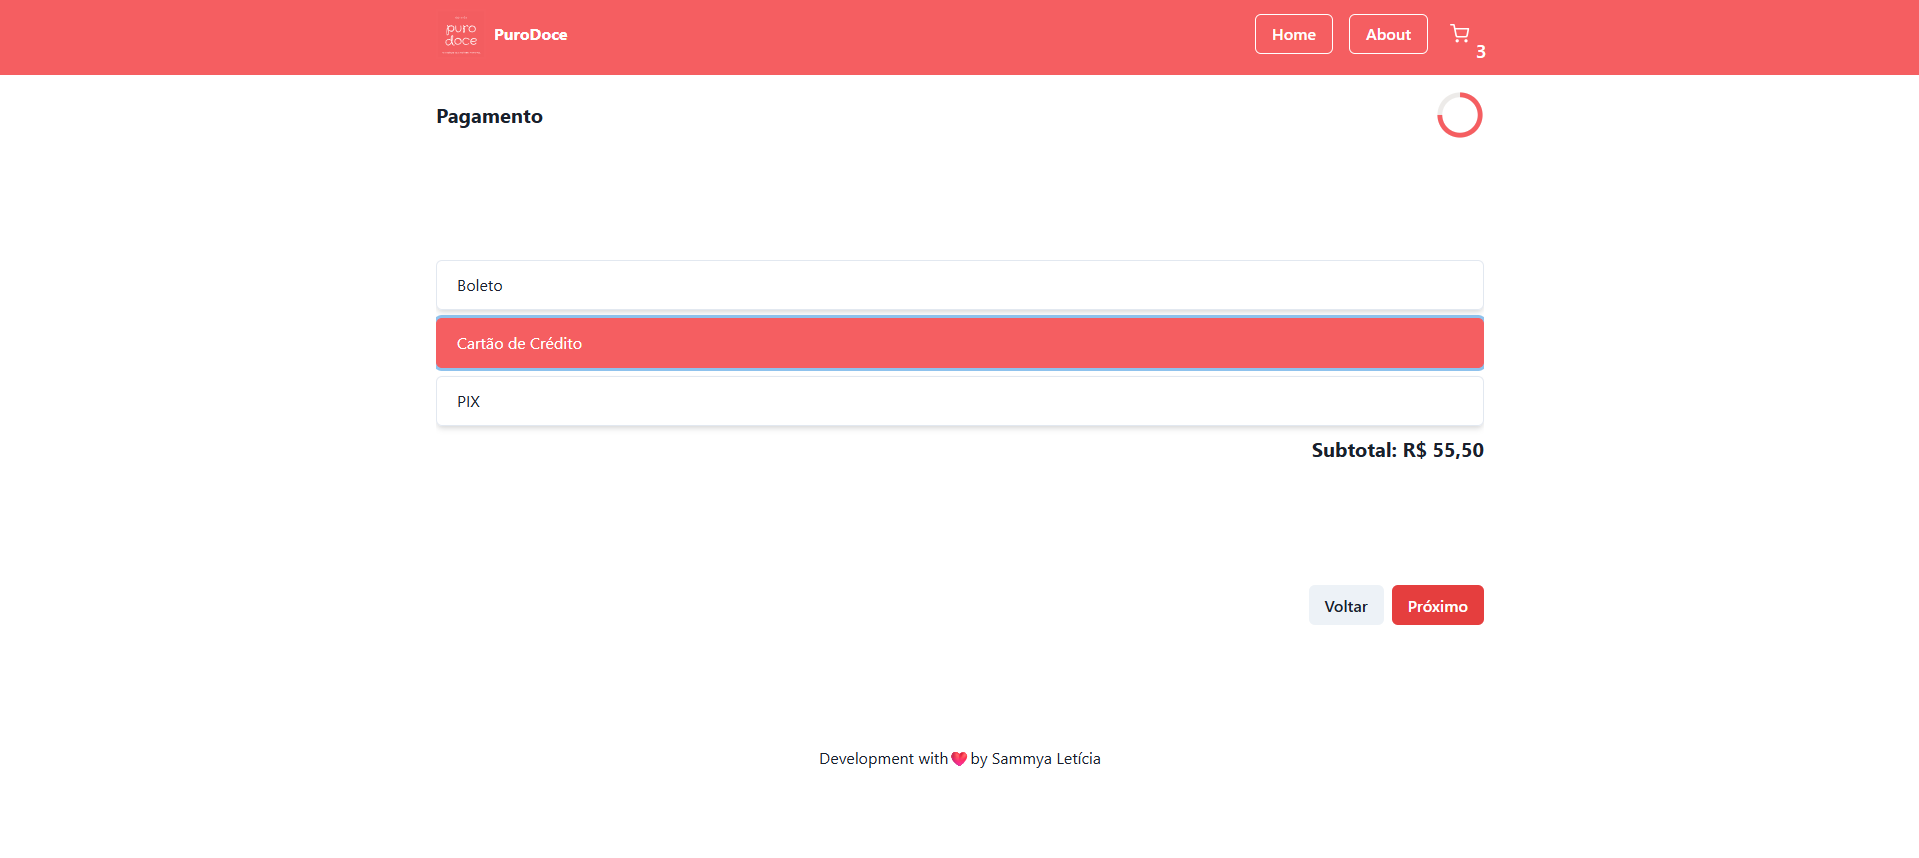 puro
doce
PuroDoce
Home
About
3
Pagamento
Boleto
Cartão de Crédito
PIX
Subtotal: R$ 55,50
Voltar
Próximo
Development with❤by Sammya Letícia